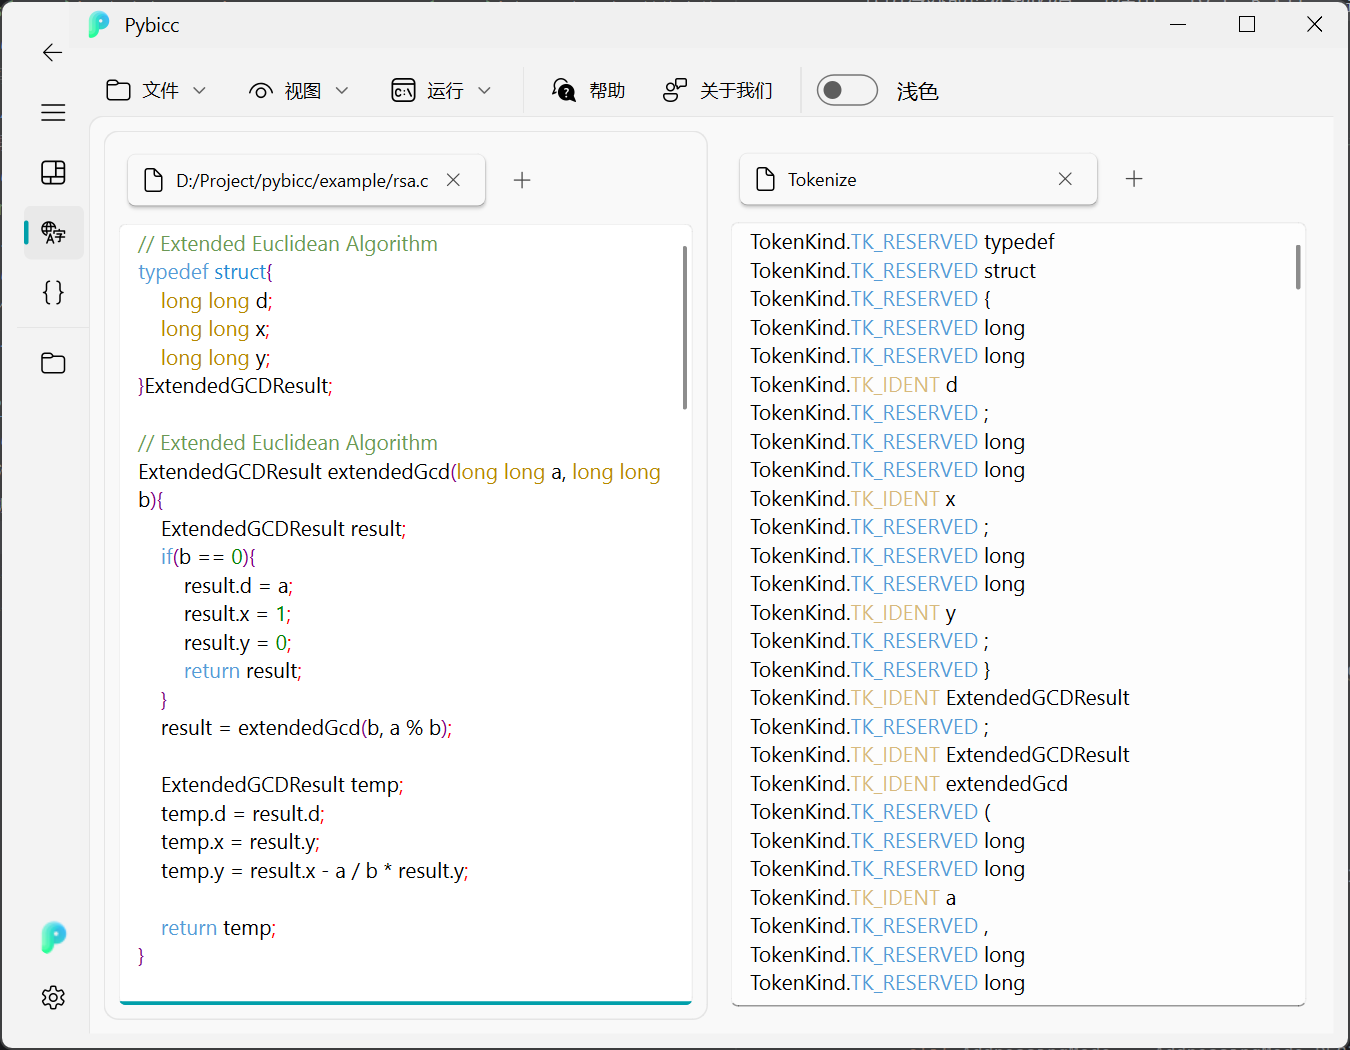 Pybicc
文件 视图 运行 帮助 关于我们 浅色
D:/Project/pybicc/example/rsa.c
// Extended Euclidean Algorithm
typedef struct{
long long d;
long long x;
long long y;
}ExtendedGCDResult;
// Extended Euclidean Algorithm
ExtendedGCDResult extendedGcd(long long a, long long
b){
ExtendedGCDResult result;
if(b == 0){
result.d = a;
result.x = 1;
result.y = 0;
return result;
}
result = extendedGcd(b, a % b);
ExtendedGCDResult temp;
temp.d = result.d;
temp.x = result.y;
temp.y = result.x - a / b * result.y;
return temp;
}
Tokenize
TokenKind.TK_RESERVED typedef
TokenKind.TK_RESERVED struct
TokenKind.TK_RESERVED {
TokenKind.TK_RESERVED long
TokenKind.TK_RESERVED long
TokenKind.TK_IDENT d
TokenKind.TK_RESERVED ;
TokenKind.TK_RESERVED long
TokenKind.TK_RESERVED long
TokenKind.TK_IDENT x
TokenKind.TK_RESERVED ;
TokenKind.TK_RESERVED long
TokenKind.TK_RESERVED long
TokenKind.TK_IDENT y
TokenKind.TK_RESERVED ;
TokenKind.TK_RESERVED }
TokenKind.TK_IDENT ExtendedGCDResult
TokenKind.TK_RESERVED ;
TokenKind.TK_IDENT ExtendedGCDResult
TokenKind.TK_IDENT extendedGcd
TokenKind.TK_RESERVED (
TokenKind.TK_RESERVED long
TokenKind.TK_RESERVED long
TokenKind.TK_IDENT a
TokenKind.TK_RESERVED ,
TokenKind.TK_RESERVED long
TokenKind.TK_RESERVED long